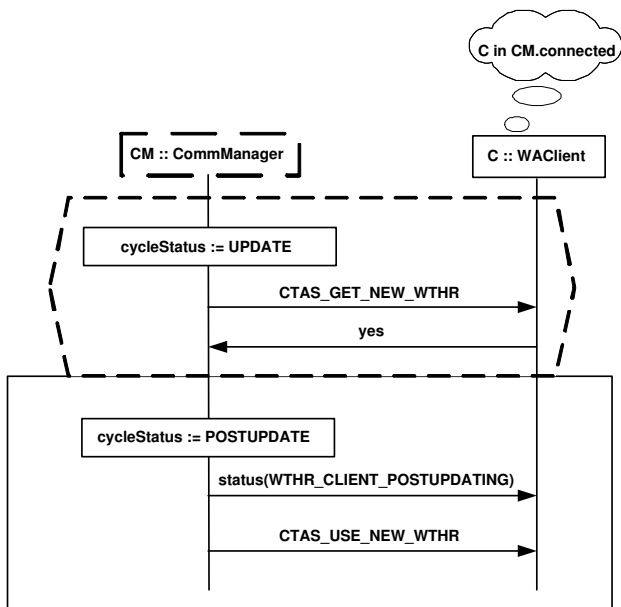 C in CM.connected
CM :: CommManager
C :: WAClient
cycleStatus := UPDATE
CTAS_GET_NEW_WTHR
yes
cycleStatus := POSTUPDATE
status(WTHR_CLIENT_POSTUPDATING)
CTAS_USE_NEW_WTHR